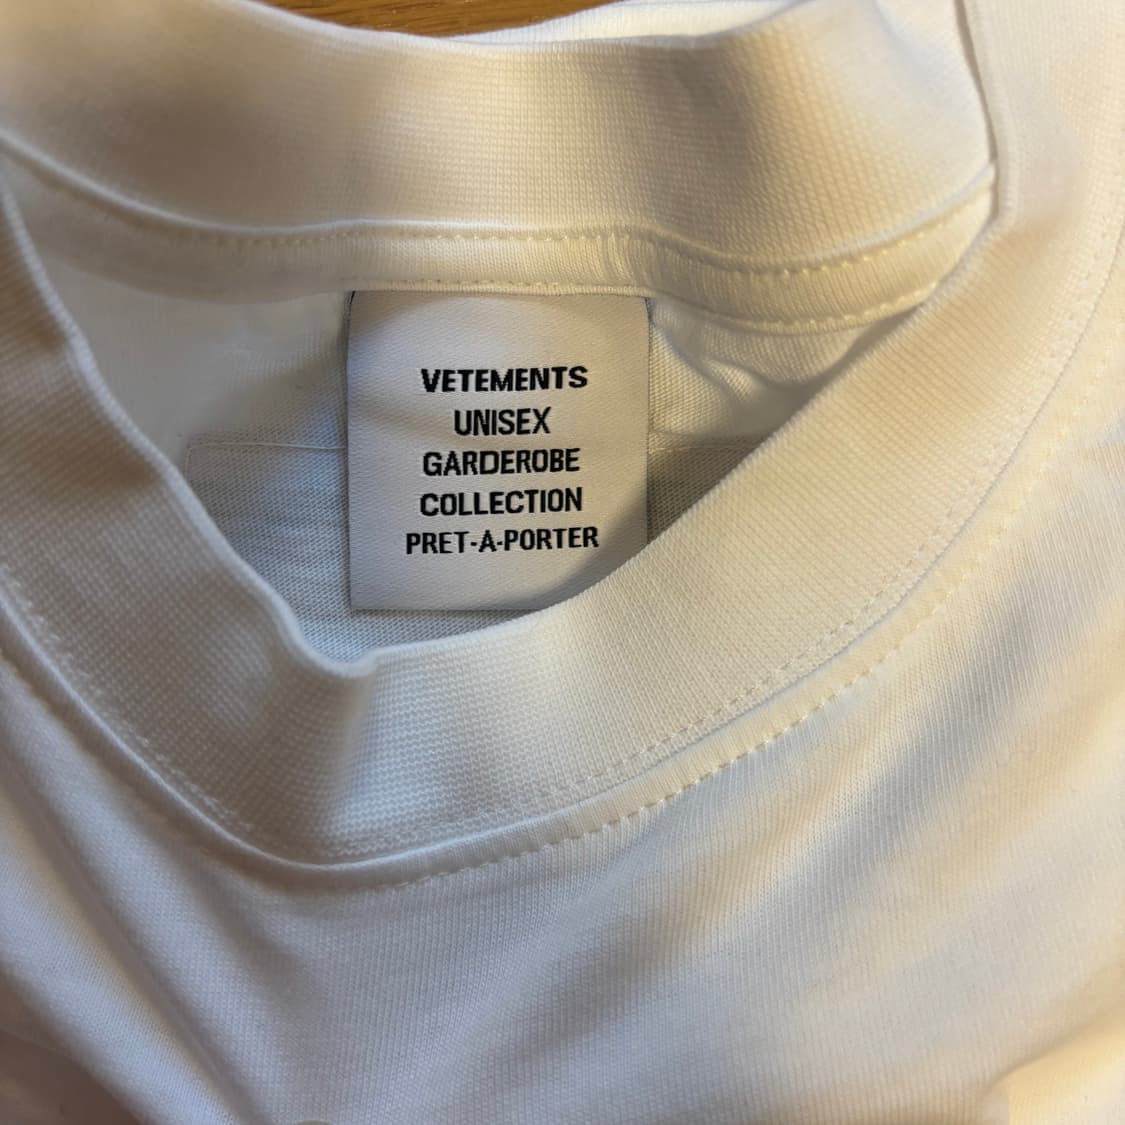 VETEMENTS
UNISEX
GARDEROBE
COLLECTION
PRET-A-PORTER